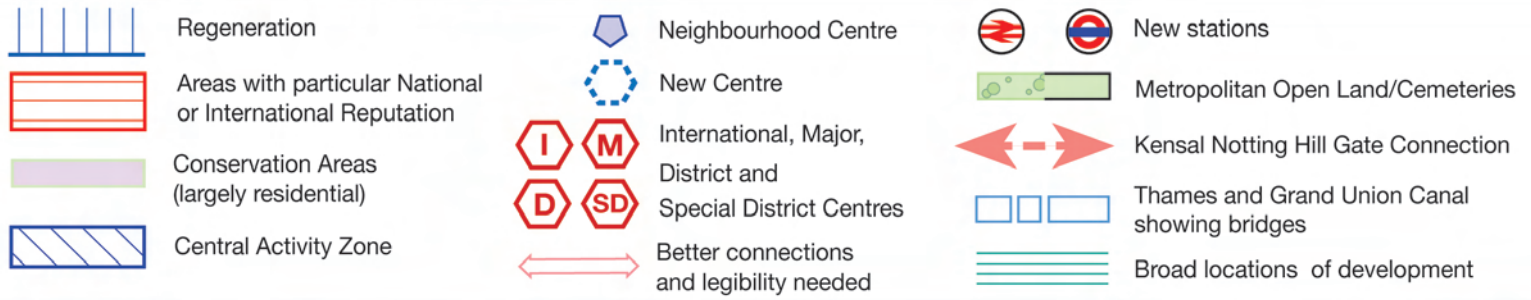 Regeneration
Areas with particular National
or International Reputation
Conservation Areas
(largely residential)
Central Activity Zone
Neighbourhood Centre
New Centre
I M
International, Major,
District and
D SD
Special District Centres
Better connections
and legibility needed
New stations
Metropolitan Open Land/Cemeteries
Kensal Notting Hill Gate Connection
Thames and Grand Union Canal
showing bridges
Broad locations of development